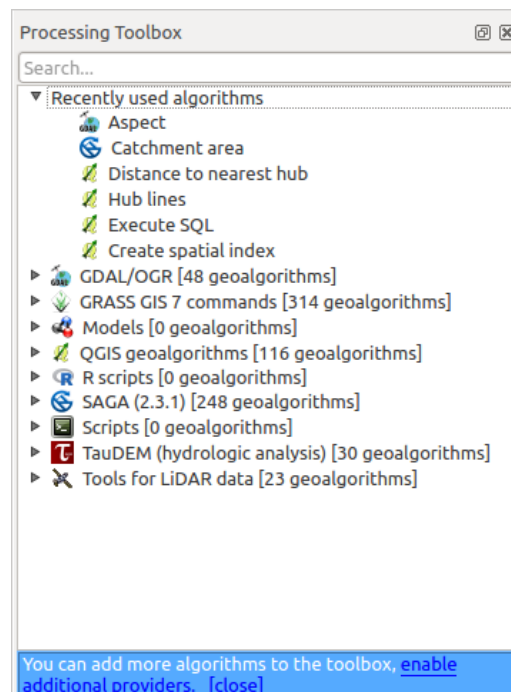 Processing Toolbox
Search...
Recently used algorithms
Aspect
Catchment area
Distance to nearest hub
Hub lines
Execute SQL
Create spatial index
GDAL/OGR [48 geoalgorithms]
GRASS GIS 7 commands [314 geoalgorithms]
Models [0 geoalgorithms]
QGIS geoalgorithms [116 geoalgorithms]
R scripts [0 geoalgorithms]
SAGA (2.3.1) [248 geoalgorithms]
Scripts [0 geoalgorithms]
TauDEM (hydrologic analysis) [30 geoalgorithms]
Tools for LiDAR data [23 geoalgorithms]
You can add more algorithms to the toolbox, enable
additional providers. [close]